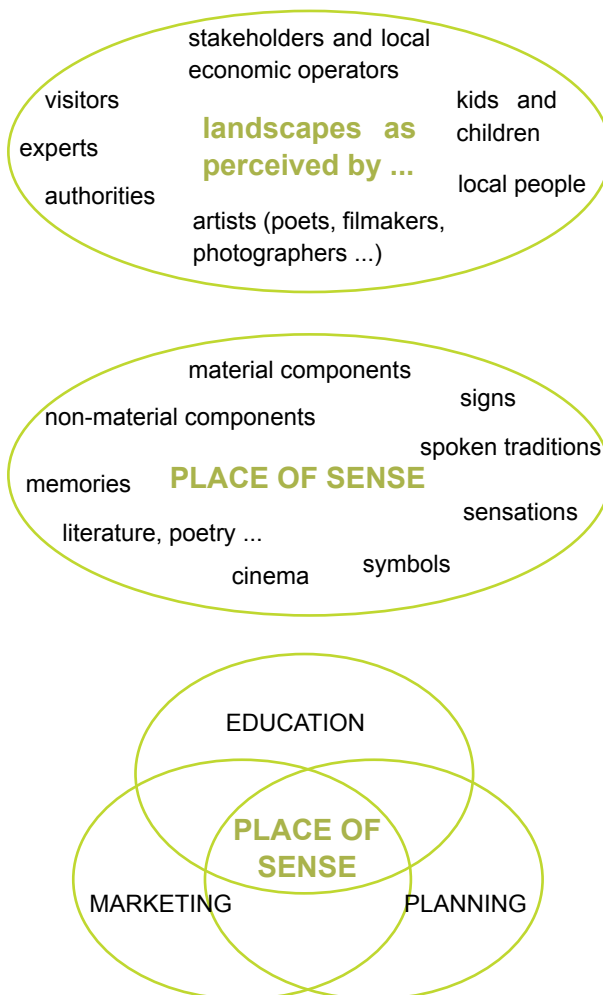 stakeholders and local
economic operators
visitors
kids and
children
landscapes as
perceived by ...
experts
authorities
local people
artists (poets, filmakers,
photographers ...)
material components
signs
non-material components
spoken traditions
memories
PLACE OF SENSE
sensations
literature, poetry ...
symbols
cinema
EDUCATION
PLACE OF
SENSE
MARKETING
PLANNING